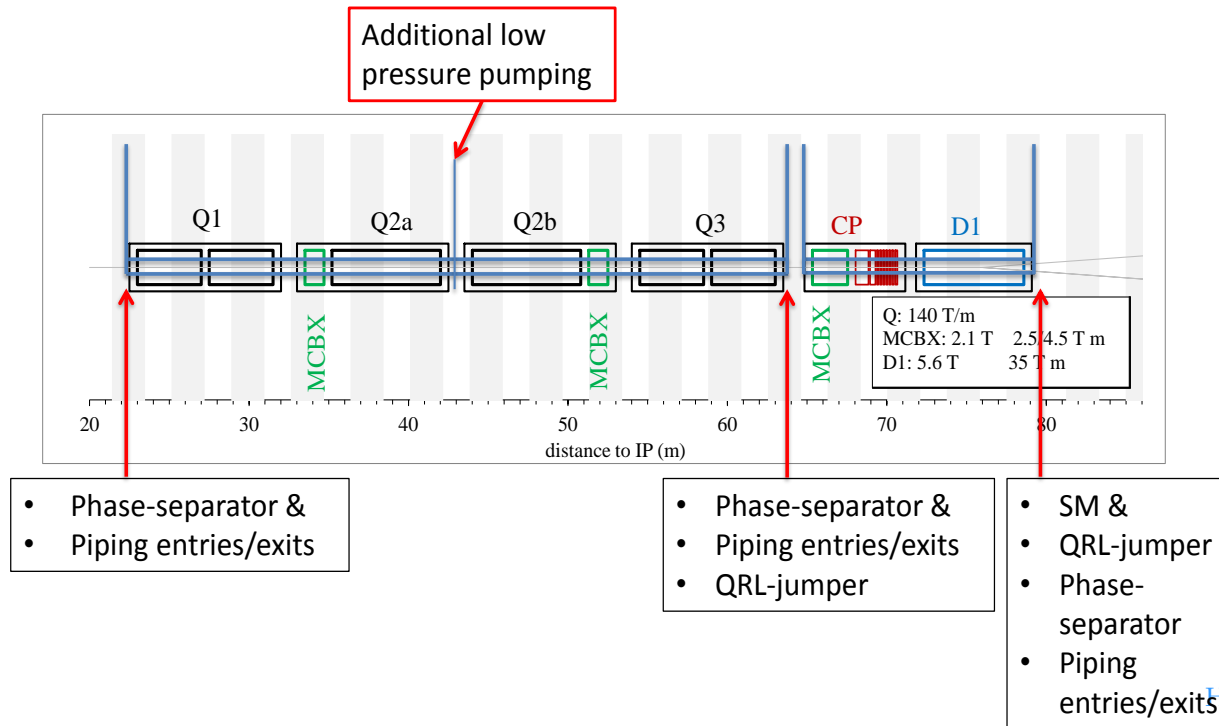 Additional low
pressure pumping
Q1
Q2a
Q2b
Q3
CP
D1
MCBX
MCBX
MCBX
Q: 140 T/m
MCBX: 2.1 T 2.5/4.5 T m
D1: 5.6 T 35 T m
20 30 40 50 60 70 80
distance to IP (m)
• Phase-separator &
• Piping entries/exits
• Phase-separator &
• Piping entries/exits
• QRL-jumper
• SM &
• QRL-jumper
• Phase-
separator
• Piping
entries/exits